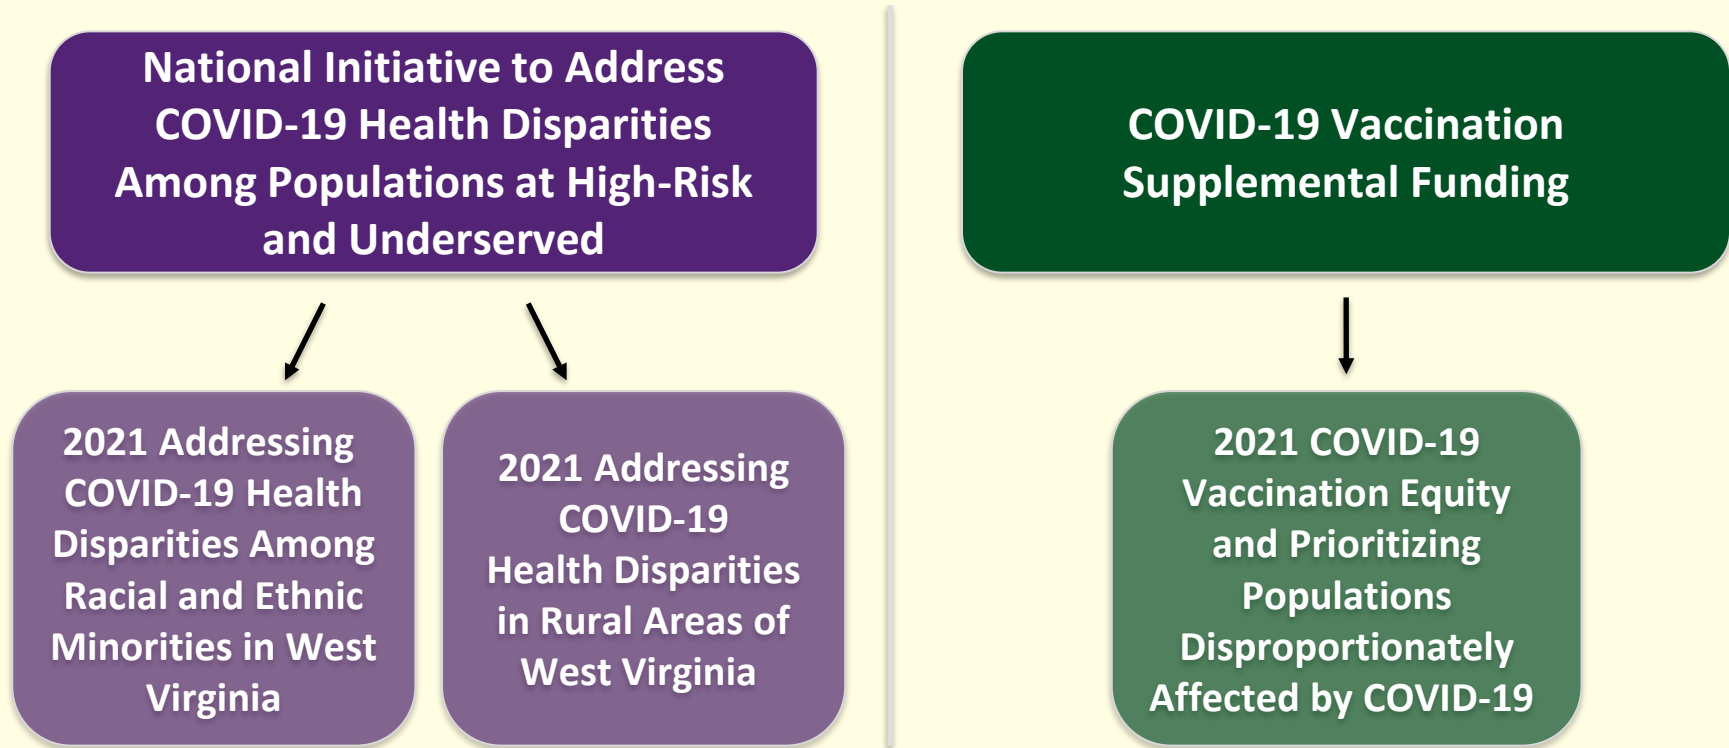 National Initiative to Address
COVID-19 Health Disparities
Among Populations at High-Risk
and Underserved
COVID-19 Vaccination
Supplemental Funding
2021 Addressing
COVID-19 Health
Disparities Among
Racial and Ethnic
Minorities in West
Virginia
2021 Addressing
COVID-19
Health Disparities
in Rural Areas of
West Virginia
2021 COVID-19
Vaccination Equity
and Prioritizing
Populations
Disproportionately
Affected by COVID-19